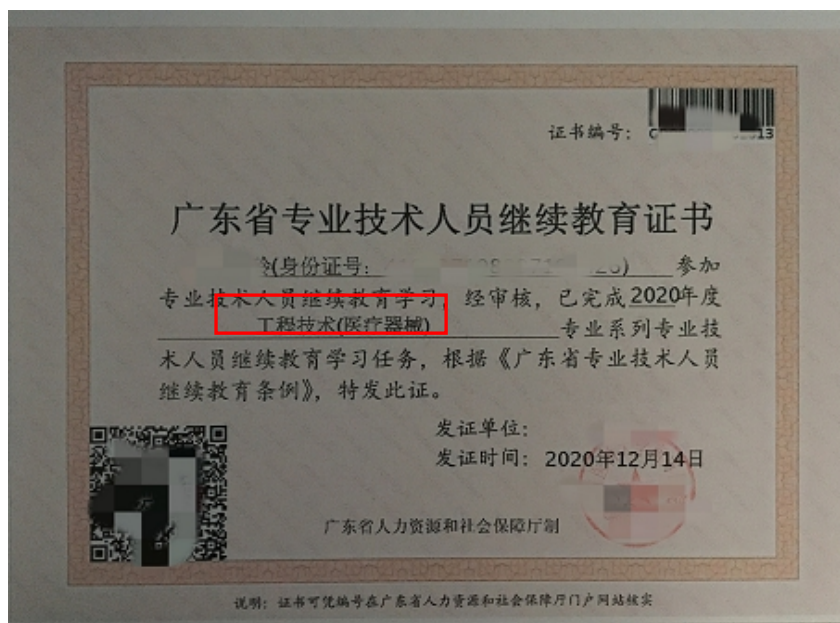 证书编号:
广东省专业技术人员继续教育证书
(身份证号: ) 参加
专业技术人员继续教育学习, 经审核, 已完成2020年度
工程技术(医疗器械) 专业系列专业技
术人员继续教育学习任务, 根据《广东省专业技术人员
继续教育条例》, 特发此证。
发证单位:
发证时间: 2020年12月14日
广东省人力资源和社会保障厅制
说明: 证书可凭编号在广东省人力资源和社会保障厅门户网站核实